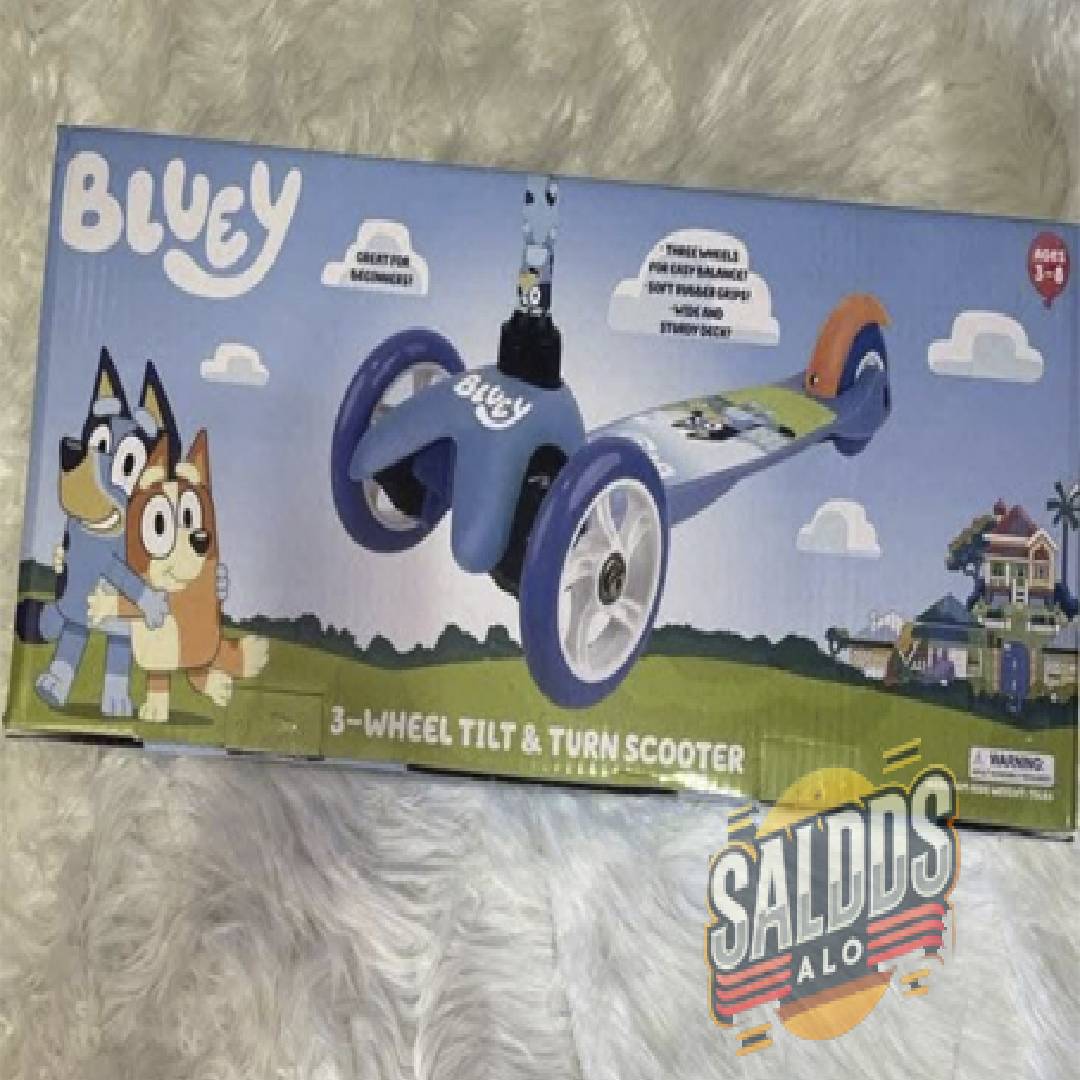 BLUEY
GREAT FOR
BEGINNERS!
· THREE WHEELS
FOR EASY BALANCE!
· SOFT RUBBER GRIPS!
· WIDE AND
STURDY DECK!
AGES
3-8
BLUEY
3-WHEEL TILT & TURN SCOOTER
⚠ WARNING:
SALDDS
ALO